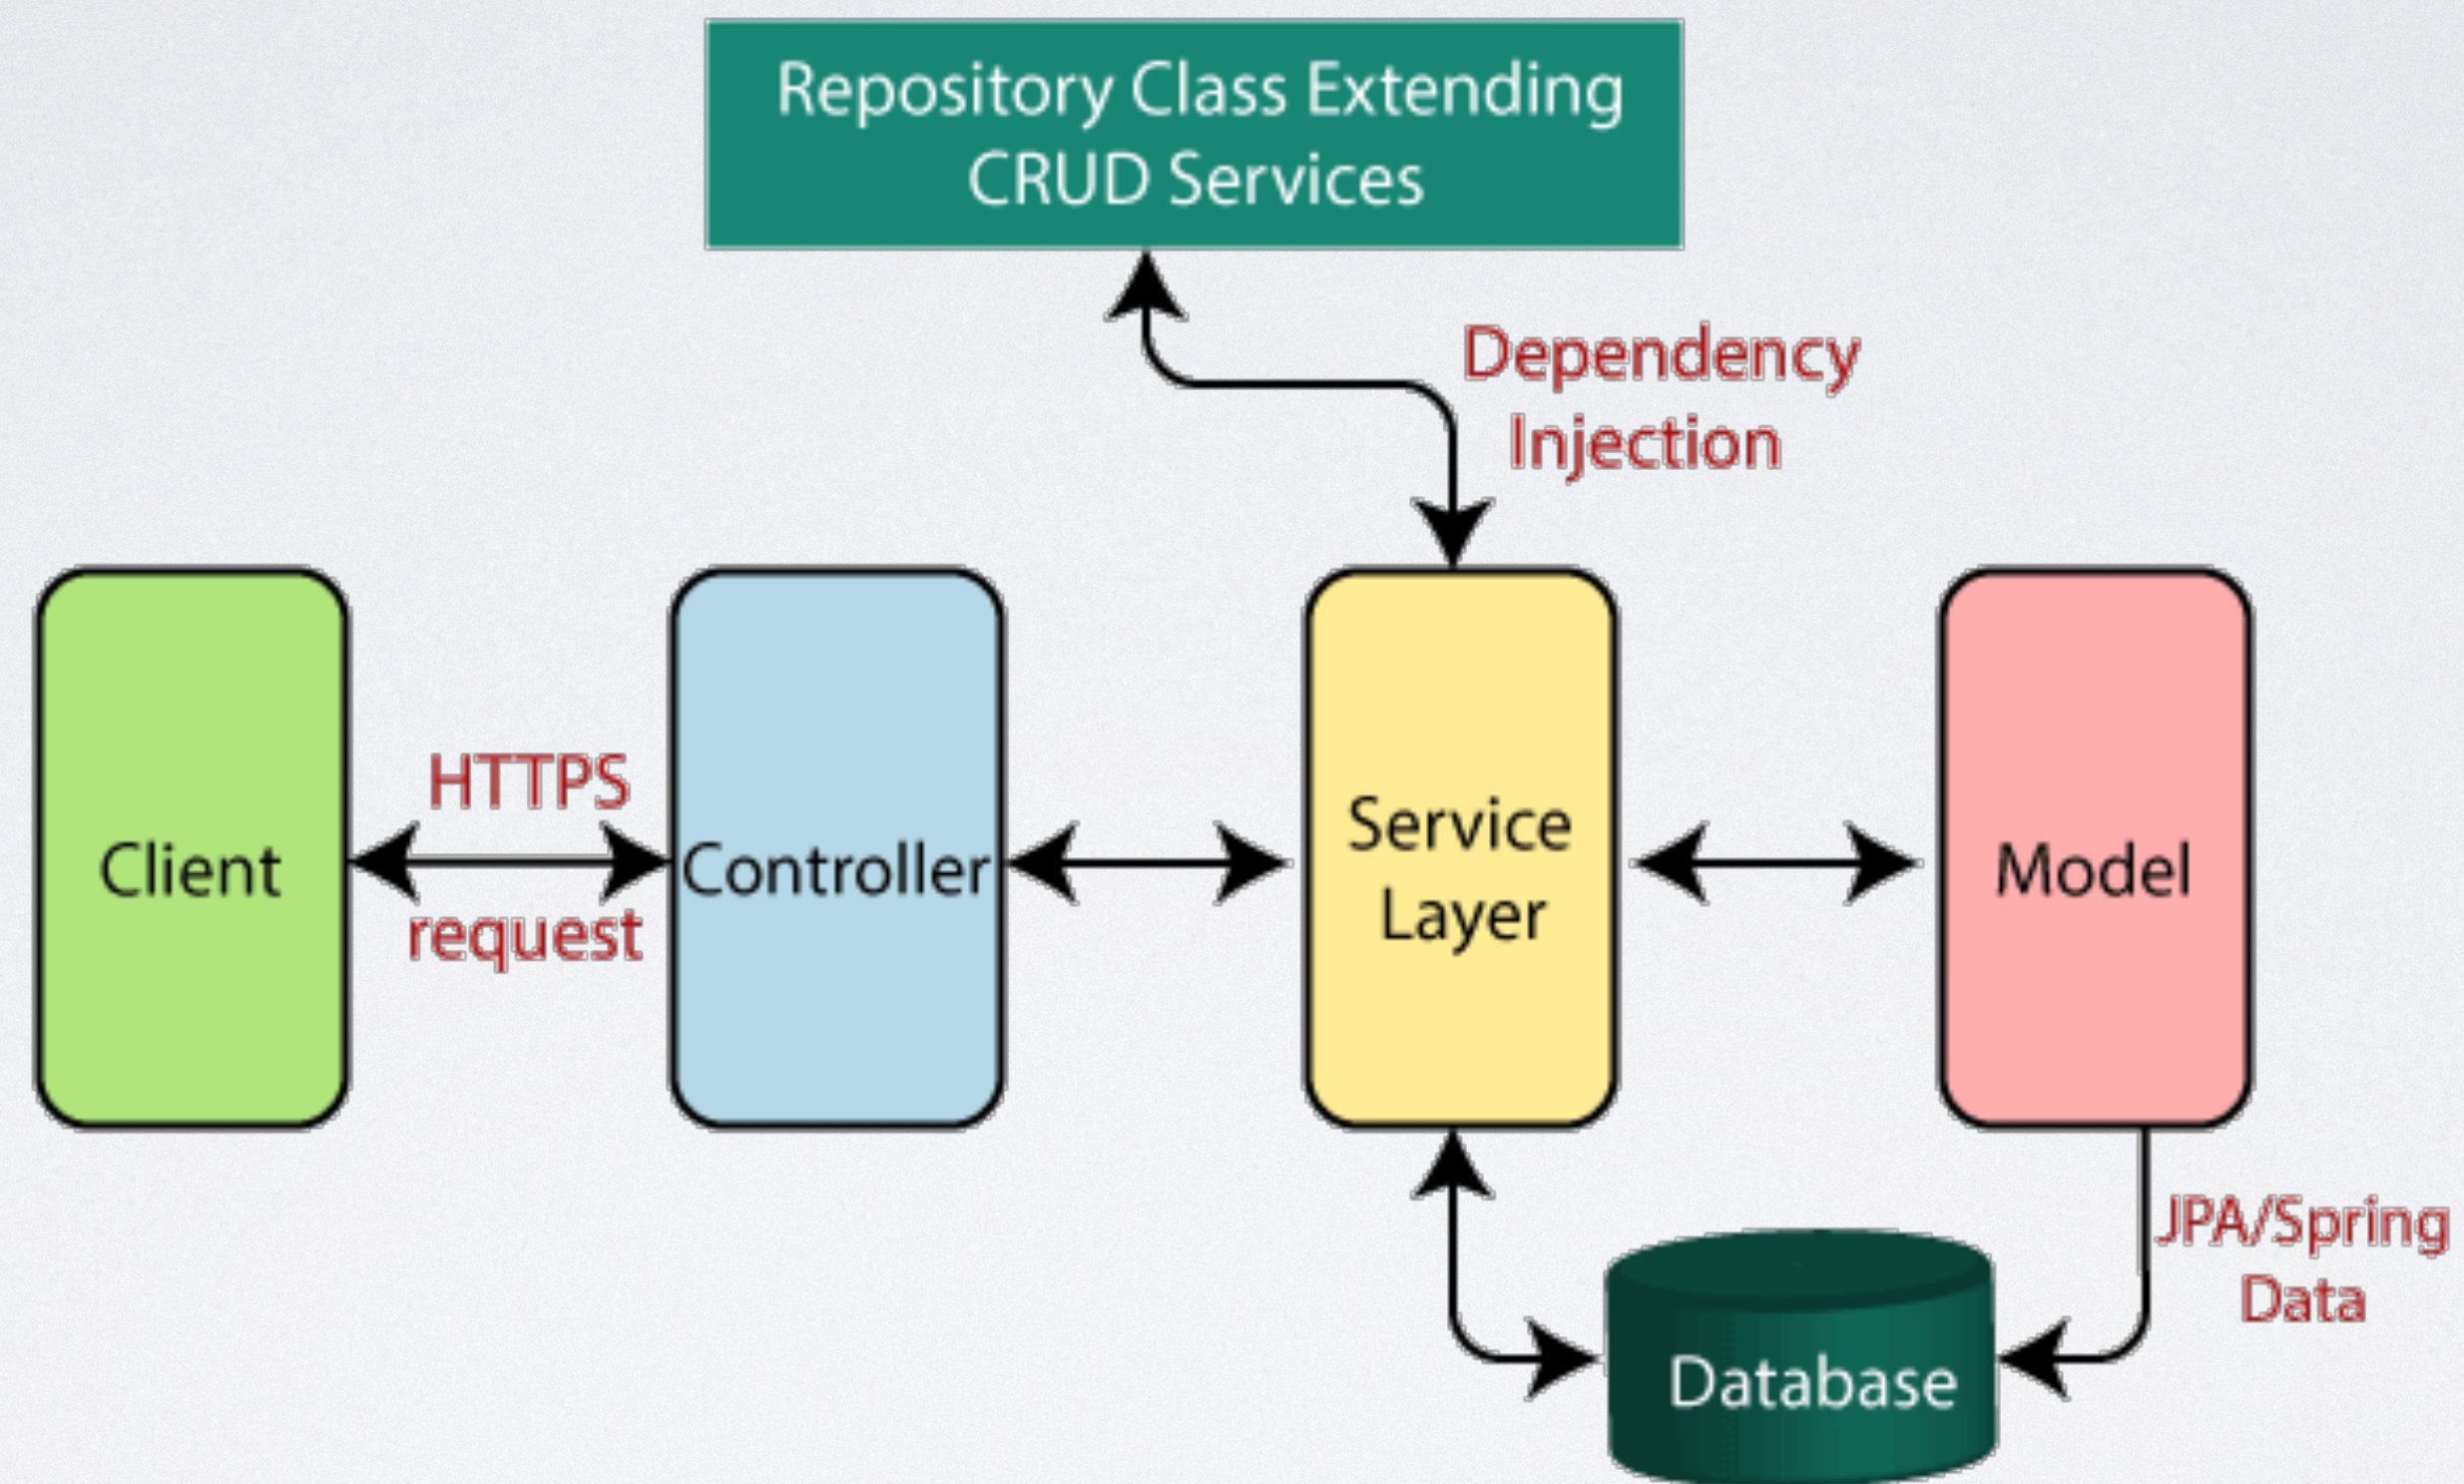 Repository Class Extending
CRUD Services
Dependency
Injection
HTTPS
request
Client
Controller
Service
Layer
Model
JPA/Spring
Data
Database